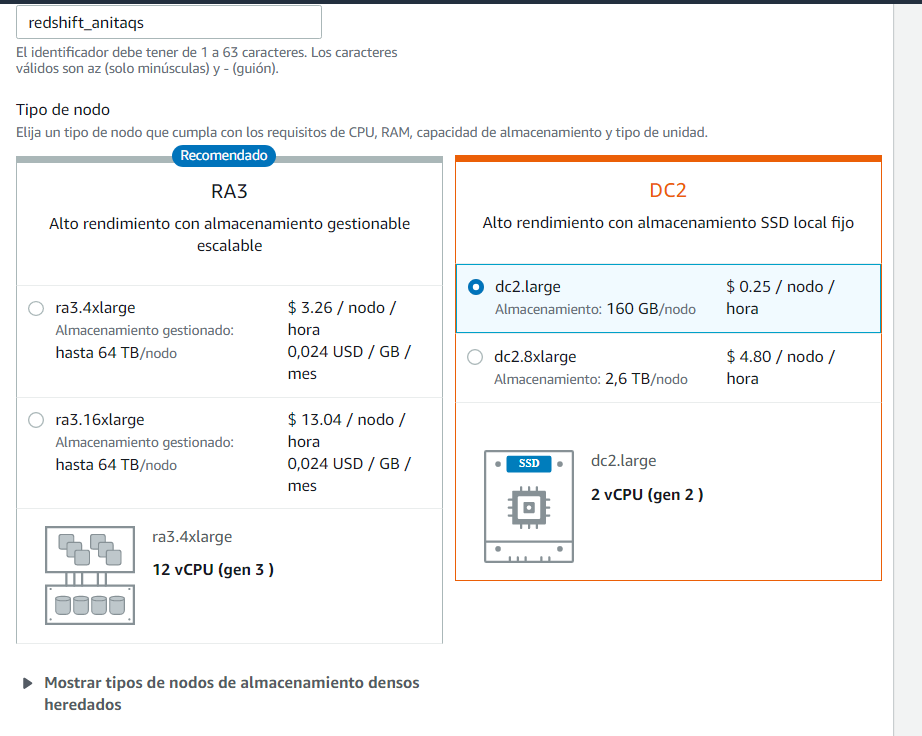 redshift_anitaqs
El identificador debe tener de 1 a 63 caracteres. Los caracteres
válidos son az (solo minúsculas) y - (guión).
Tipo de nodo
Elija un tipo de nodo que cumpla con los requisitos de CPU, RAM, capacidad de almacenamiento y tipo de unidad.
Recomendado
RA3
Alto rendimiento con almacenamiento gestionable
escalable
ra3.4xlarge
Almacenamiento gestionado:
hasta 64 TB/nodo
$ 3.26 / nodo /
hora
0,024 USD / GB /
mes
ra3.16xlarge
Almacenamiento gestionado:
hasta 64 TB/nodo
$ 13.04 / nodo /
hora
0,024 USD / GB /
mes
ra3.4xlarge
12 vCPU (gen 3 )
DC2
Alto rendimiento con almacenamiento SSD local fijo
dc2.large
Almacenamiento: 160 GB/nodo
$ 0.25 / nodo /
hora
dc2.8xlarge
Almacenamiento: 2,6 TB/nodo
$ 4.80 / nodo /
hora
SSD
dc2.large
2 vCPU (gen 2 )
Mostrar tipos de nodos de almacenamiento densos
heredados